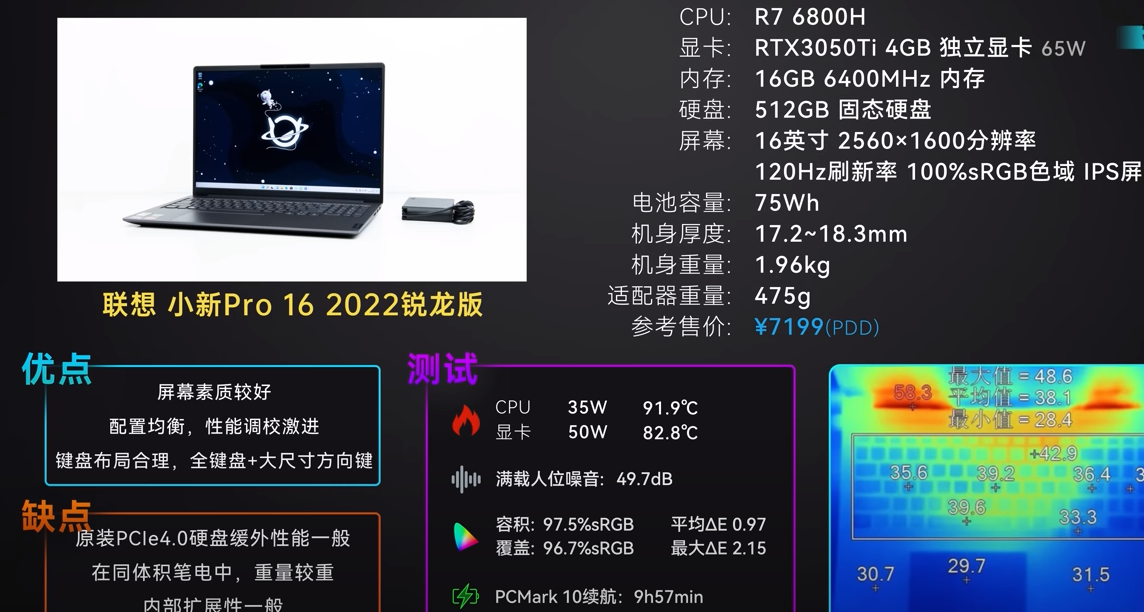 CPU: R7 6800H
显卡: RTX3050Ti 4GB 独立显卡 65W
内存: 16GB 6400MHz 内存
硬盘: 512GB 固态硬盘
屏幕: 16英寸 2560×1600分辨率
120Hz刷新率 100%sRGB色域 IPS屏
电池容量: 75Wh
机身厚度: 17.2~18.3mm
机身重量: 1.96kg
适配器重量: 475g
参考售价: ¥7199(PDD)
联想 小新Pro 16 2022锐龙版
优点
屏幕素质较好
配置均衡，性能调校激进
键盘布局合理，全键盘+大尺寸方向键
缺点
原装PCIe4.0硬盘缓外性能一般
在同体积笔电中，重量较重
内部扩展性一般
测试
CPU 35W 91.9℃
显卡 50W 82.8℃
满载人位噪音: 49.7dB
容积: 97.5%sRGB 平均ΔE 0.97
覆盖: 96.7%sRGB 最大ΔE 2.15
PCMark 10续航: 9h57min
最大值 = 48.6
58.3 平均值 = 38.1
最小值 = 28.4
+42.9
35.6 39.2 36.4 3
39.6 33.3
30.7 29.7 31.5